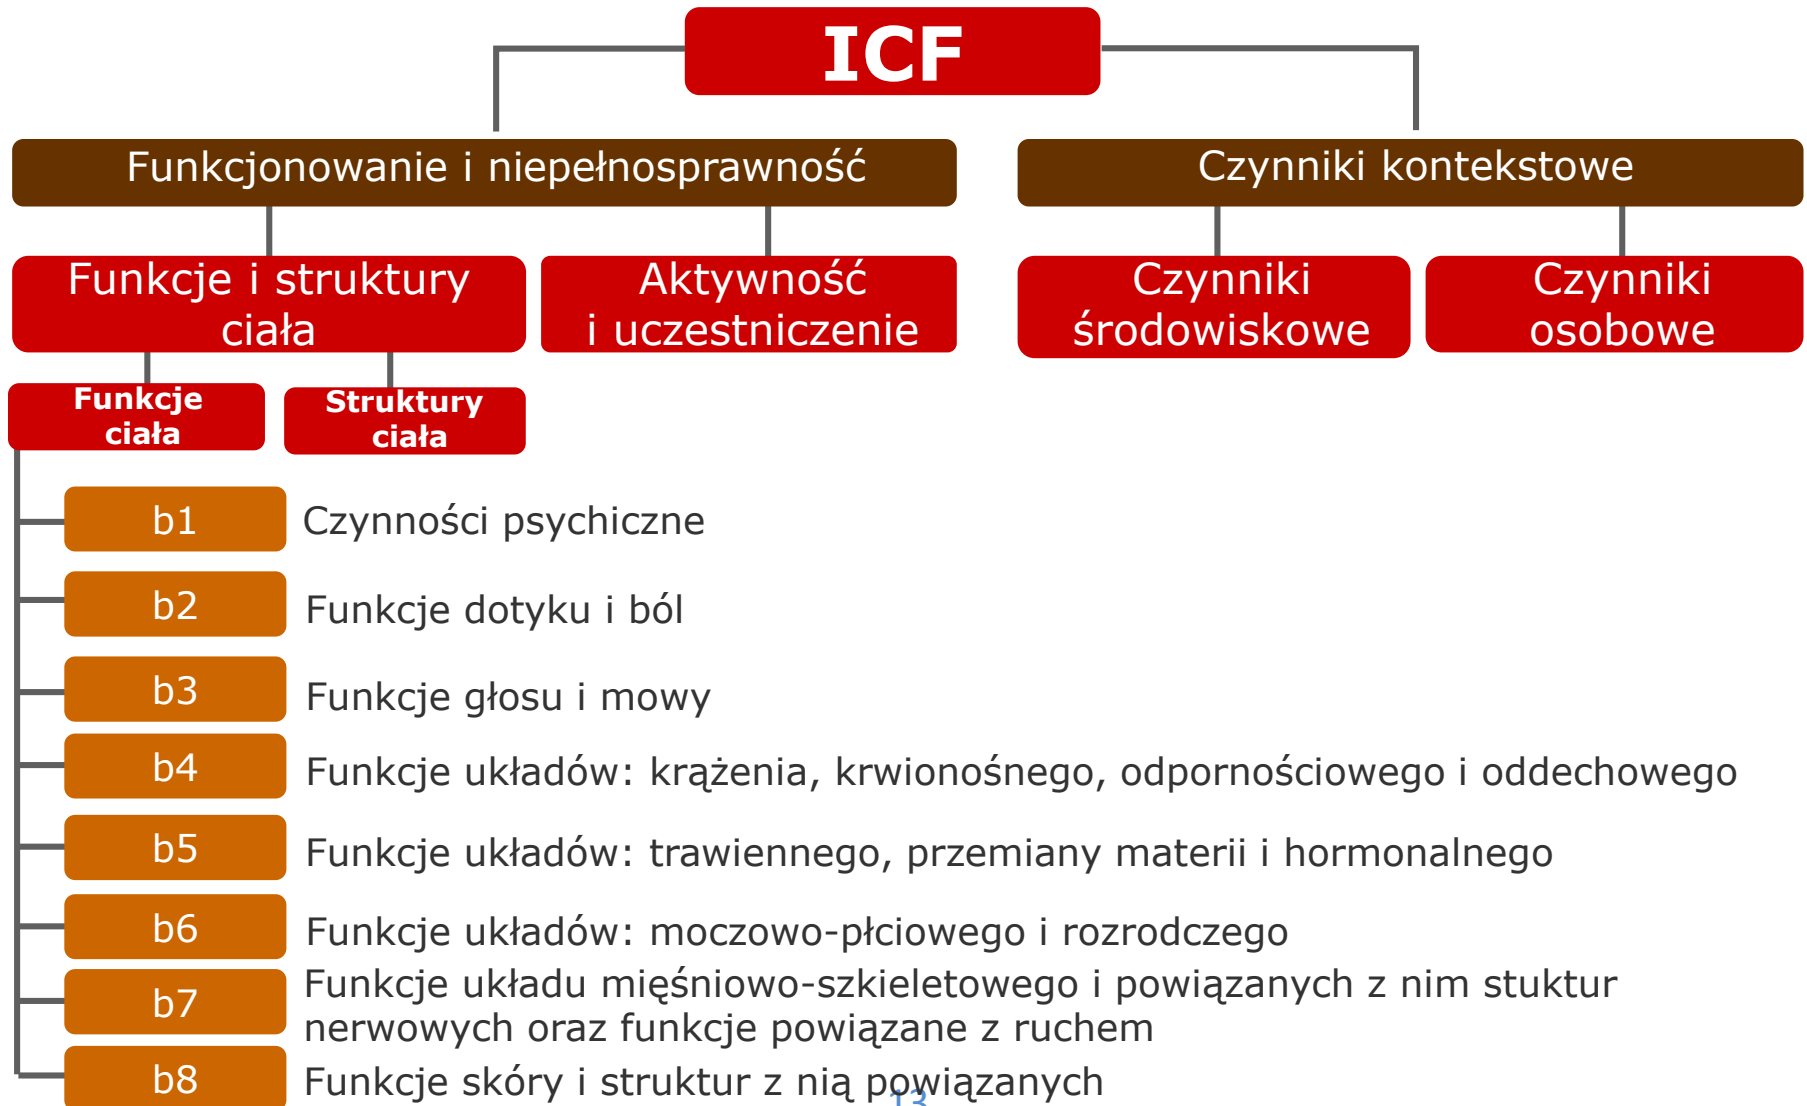 ICF
Funkcjonowanie i niepełnosprawność
Czynniki kontekstowe
Funkcje i struktury
ciała
Aktywność
i uczestniczenie
Czynniki
środowiskowe
Czynniki
osobowe
Funkcje
ciała
Struktury
ciała
b1 Czynności psychiczne
b2 Funkcje dotyku i ból
b3 Funkcje głosu i mowy
b4 Funkcje układów: krążenia, krwionośnego, odpornościowego i oddechowego
b5 Funkcje układów: trawiennego, przemiany materii i hormonalnego
b6 Funkcje układów: moczowo-płciowego i rozrodczego
b7 Funkcje układu mięśniowo-szkieletowego i powiązanych z nim stuktur
nerwowych oraz funkcje powiązane z ruchem
b8 Funkcje skóry i struktur z nią powiązanych
13